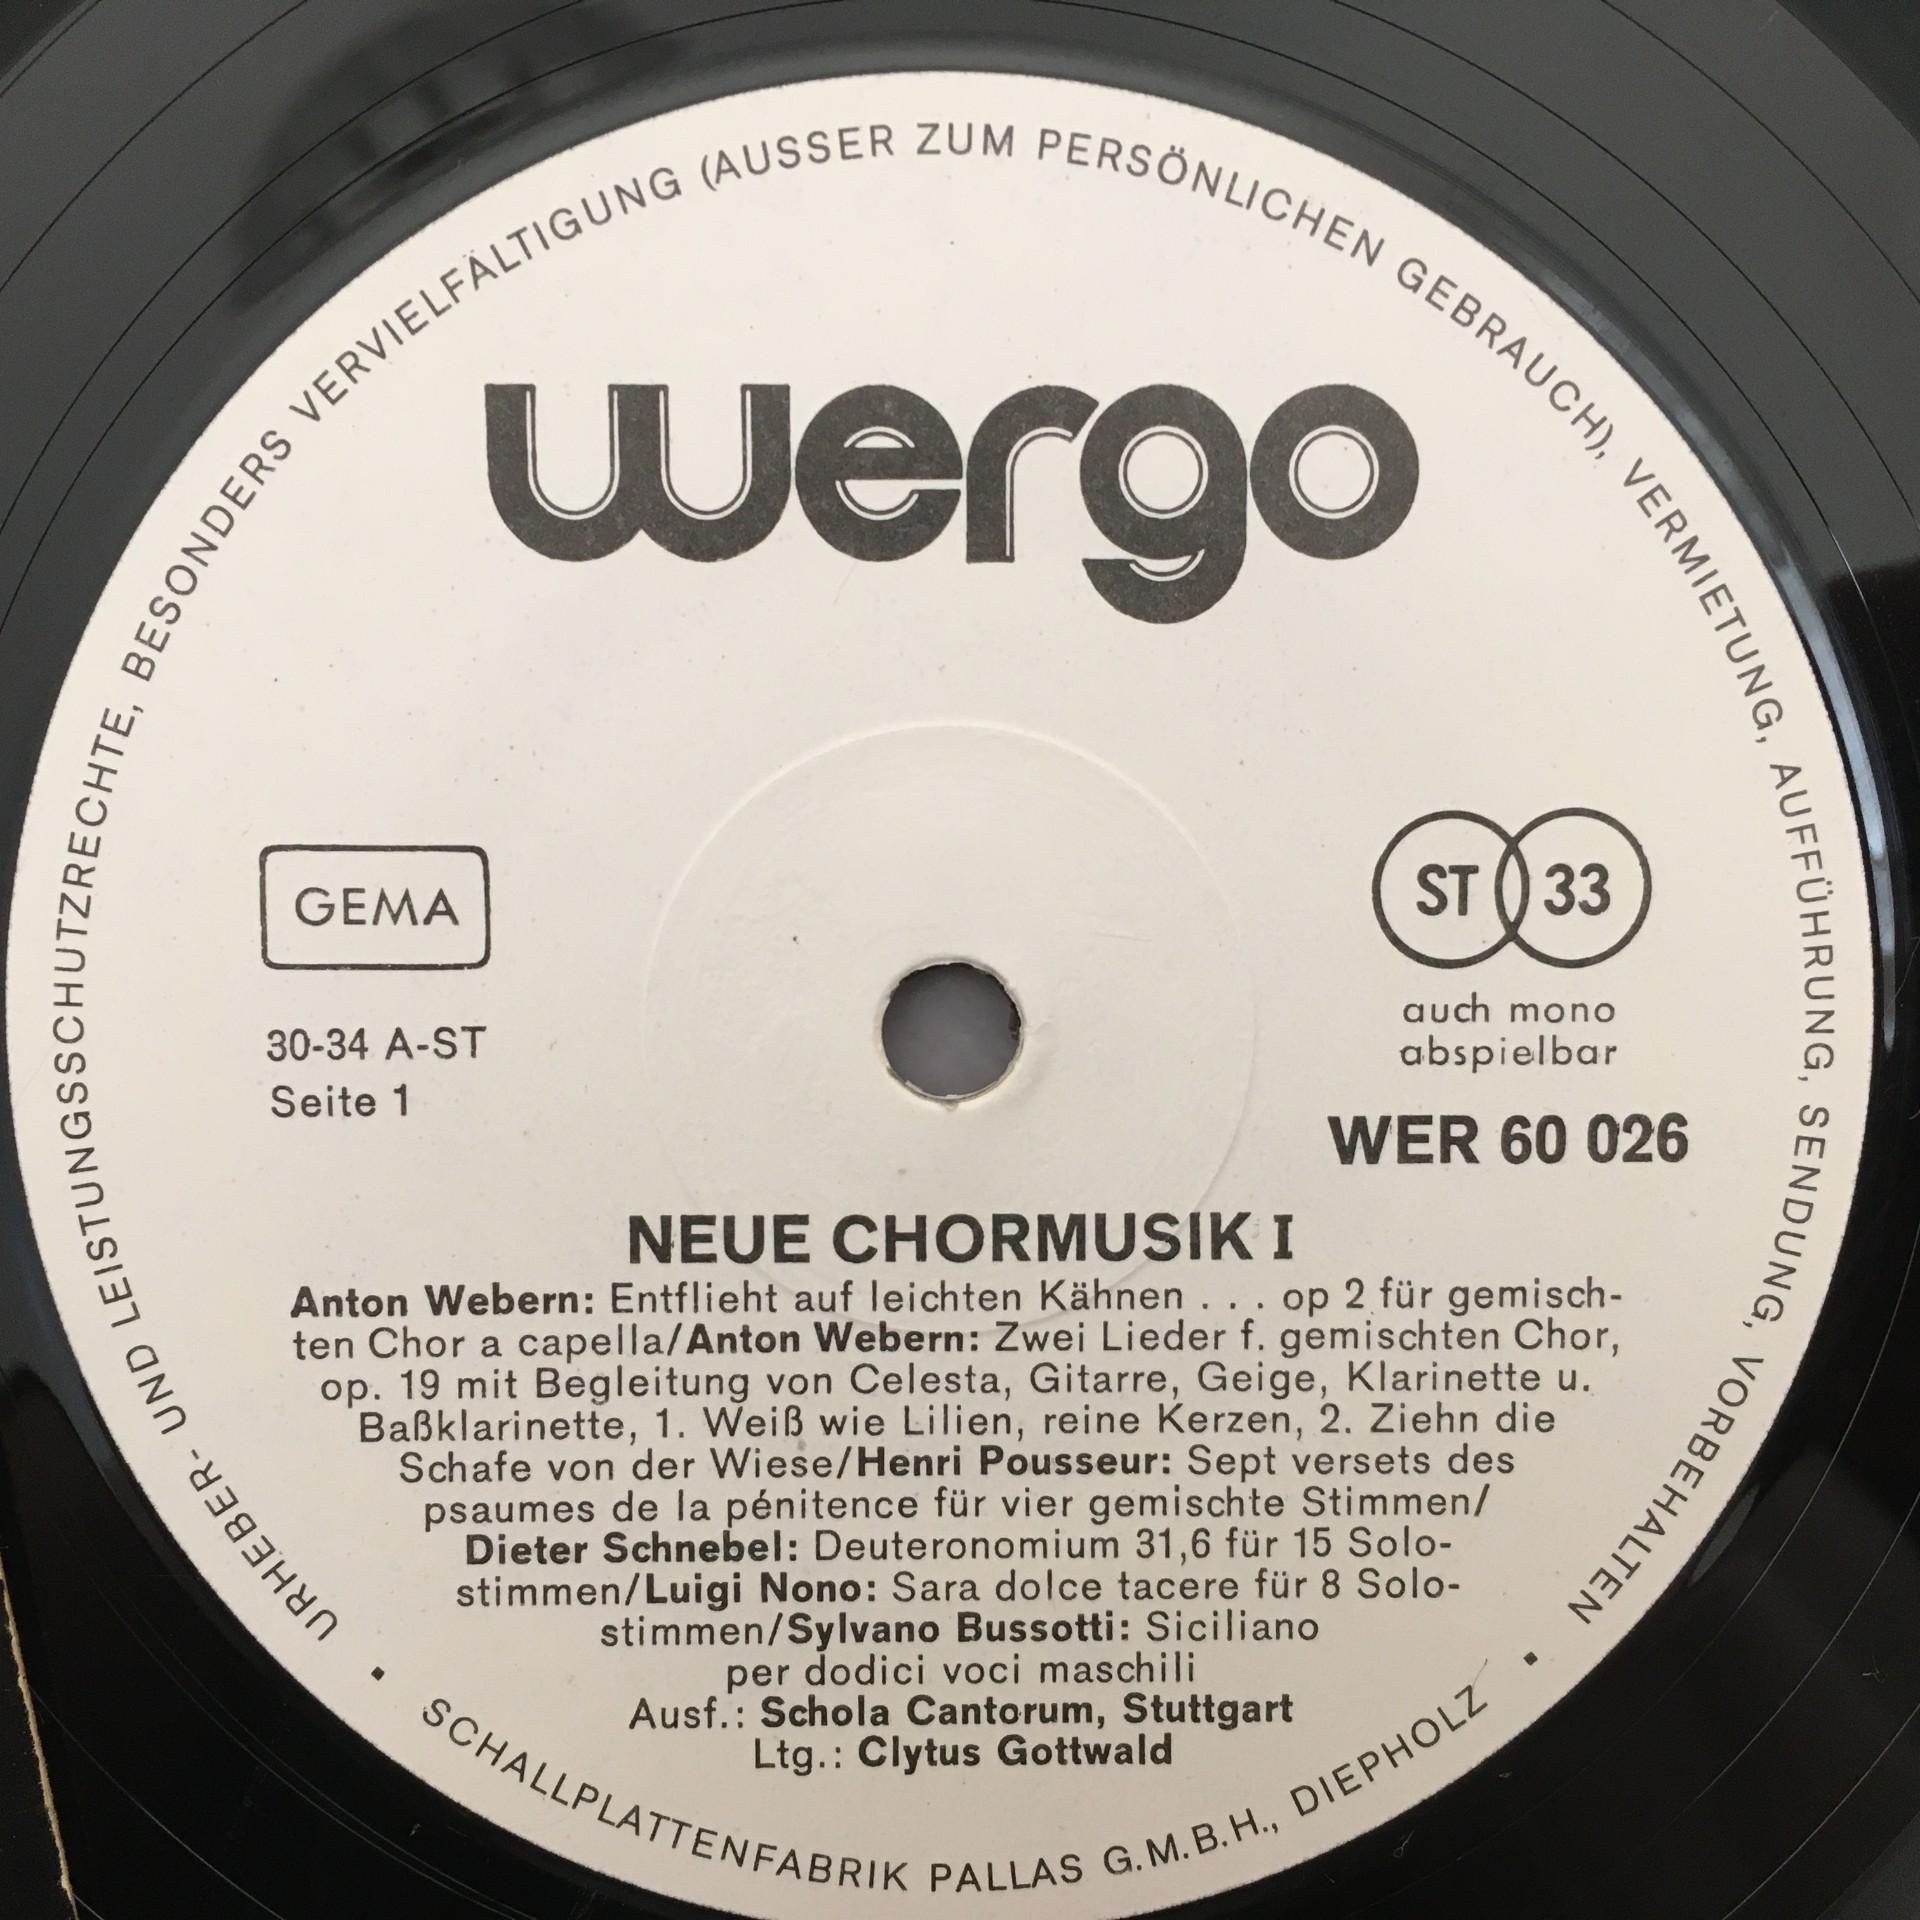 URHEBER- UND LEISTUNGSSCHUTZRECHTE, BESONDERS VERVIELFÄLTIGUNG (AUSSER ZUM PERSÖNLICHEN GEBRAUCH), VERMIETUNG, AUFFÜHRUNG, SENDUNG, VORBEHALTEN
wergo
GEMA
30-34 A-ST
Seite 1
ST 33
auch mono
abspielbar
WER 60 026
NEUE CHORMUSIK I
Anton Webern: Entflieht auf leichten Kähnen . . . op 2 für gemisch-
ten Chor a capella/Anton Webern: Zwei Lieder f. gemischten Chor,
op. 19 mit Begleitung von Celesta, Gitarre, Geige, Klarinette u.
Baßklarinette, 1. Weiß wie Lilien, reine Kerzen, 2. Ziehn die
Schafe von der Wiese/Henri Pousseur: Sept versets des
psaumes de la pénitence für vier gemischte Stimmen/
Dieter Schnebel: Deuteronomium 31,6 für 15 Solo-
stimmen/Luigi Nono: Sara dolce tacere für 8 Solo-
stimmen/Sylvano Bussotti: Siciliano
per dodici voci maschili
Ausf.: Schola Cantorum, Stuttgart
Ltg.: Clytus Gottwald
• SCHALLPLATTENFABRIK PALLAS G.M.B.H., DIEPHOLZ •